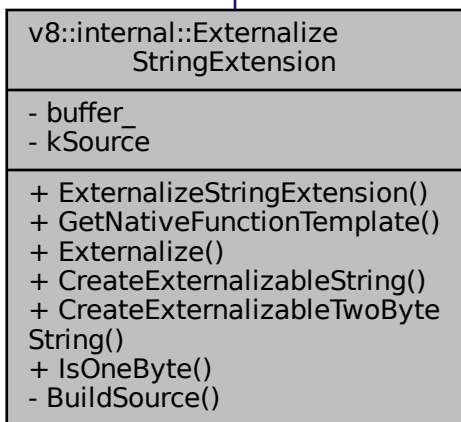 v8::internal::Externalize
StringExtension
- buffer_
- kSource
+ ExternalizeStringExtension()
+ GetNativeFunctionTemplate()
+ Externalize()
+ CreateExternalizableString()
+ CreateExternalizableTwoByte
String()
+ IsOneByte()
- BuildSource()